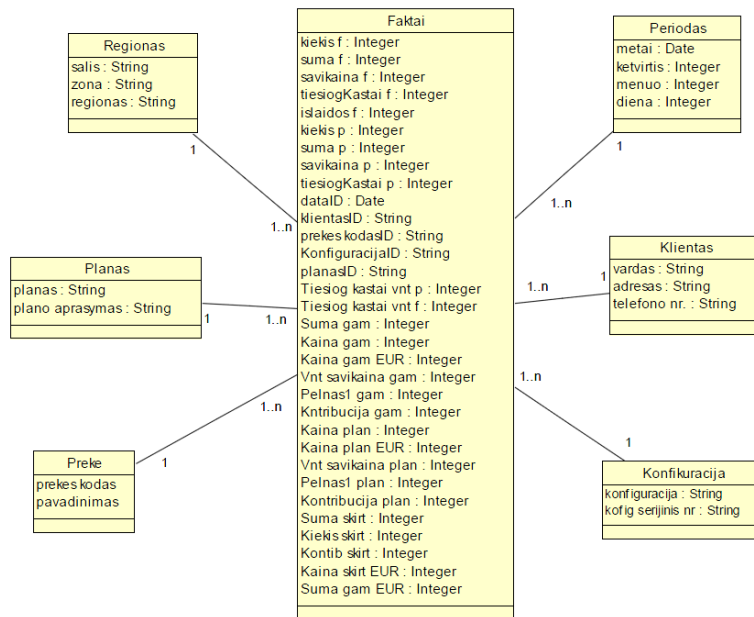 Regionas
salis : String
zona : String
regionas : String
1
1..n
Planas
planas : String
plano aprasymas : String
1
1..n
Preke
prekes kodas
pavadinimas
1
1..n
Faktai
kiekis f : Integer
suma f : Integer
savikaina f : Integer
tiesiogKastai f : Integer
islaidos f : Integer
kiekis p : Integer
suma p : Integer
savikaina p : Integer
tiesiogKastai p : Integer
dataID : Date
klientasID : String
prekes kodasID : String
KonfiguracijaID : String
planasID : String
Tiesiog kastai vnt p : Integer
Tiesiog kastai vnt f : Integer
Suma gam : Integer
Kaina gam : Integer
Kaina gam EUR : Integer
Vnt savikaina gam : Integer
Pelnas1 gam : Integer
Kntribucija gam : Integer
Kaina plan : Integer
Kaina plan EUR : Integer
Vnt savikaina plan : Integer
Pelnas1 plan : Integer
Kontribucija plan : Integer
Suma skirt : Integer
Kiekis skirt : Integer
Kontib skirt : Integer
Kaina skirt EUR : Integer
Suma gam EUR : Integer
Periodas
metai : Date
ketvirtis : Integer
menuo : Integer
diena : Integer
1
1..n
Klientas
vardas : String
adresas : String
telefono nr. : String
1
1..n
Konfikuracija
konfiguracija : String
kofig serijinis nr : String
1
1..n